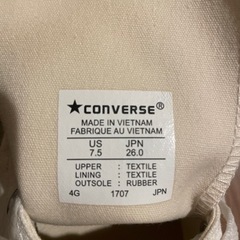 ★CONVERSE
MADE IN VIETNAM
FABRIQUE AU VIETNAM
US JPN
7.5 26.0
UPPER : TEXTILE
LINING : TEXTILE
OUTSOLE : RUBBER
4G 1707 JPN